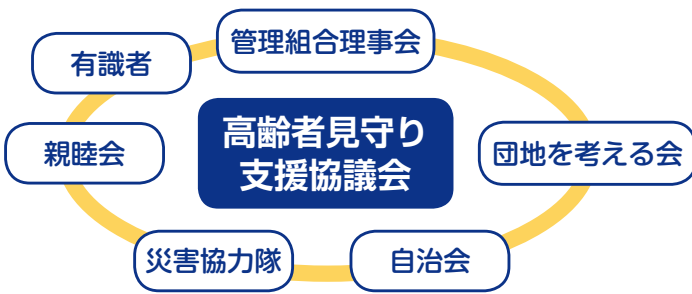 管理組合理事会
有識者
高齢者見守り
支援協議会
親睦会
団地を考える会
災害協力隊
自治会